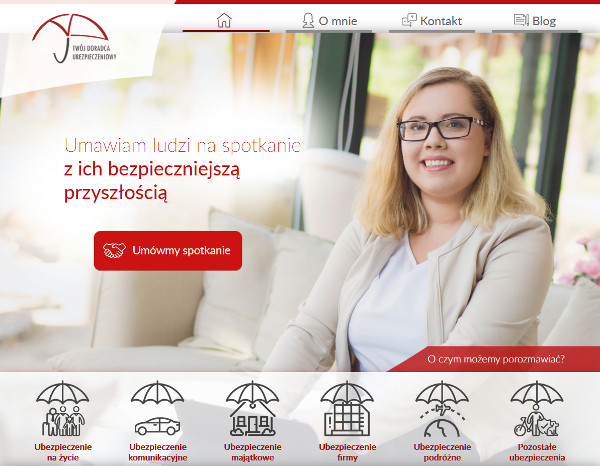 TWÓJ DORADCA
UBEZPIECZENIOWY
O mnie
Kontakt
Blog
Umawiam ludzi na spotkanie
z ich bezpieczniejszą
przyszłością
Umówmy spotkanie
O czym możemy porozmawiać?
Ubezpieczenie
na życie
Ubezpieczenie
komunikacyjne
Ubezpieczenie
majątkowe
Ubezpieczenie
firmy
Ubezpieczenie
podróżne
Pozostałe
ubezpieczenia